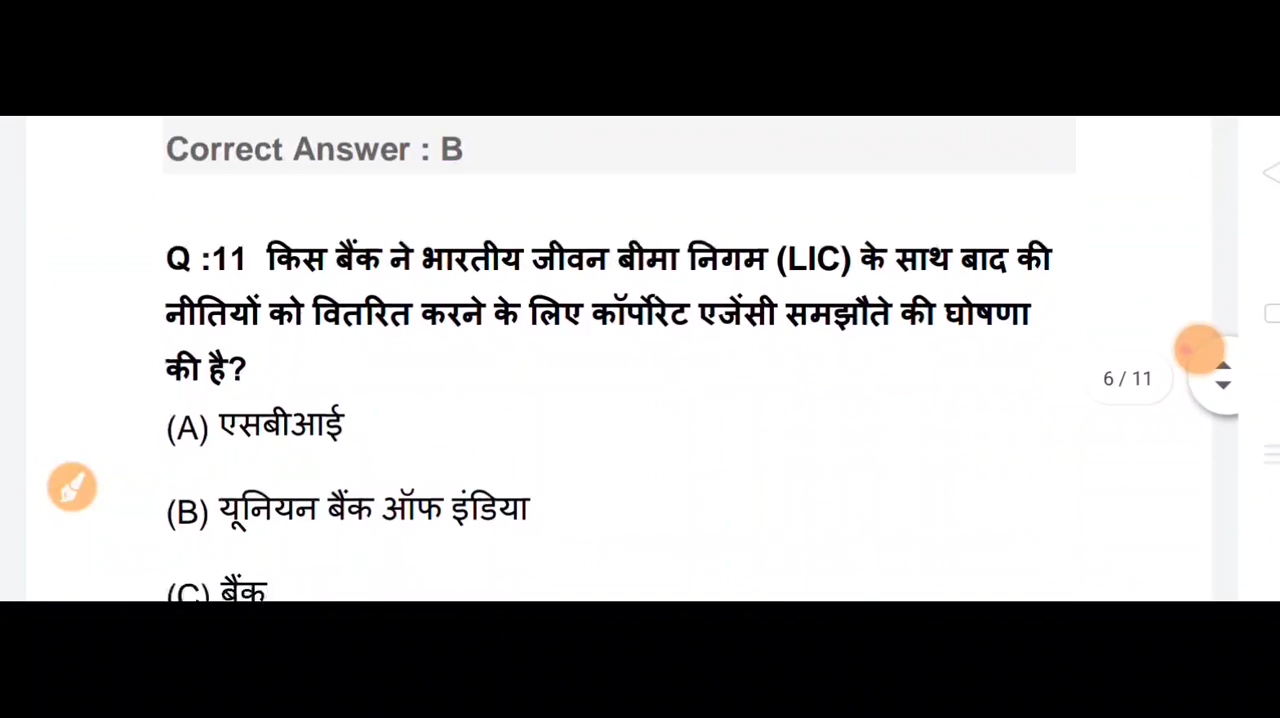 Correct Answer : B
Q :11 किस बैंक ने भारतीय जीवन बीमा निगम (LIC) के साथ बाद की
नीतियों को वितरित करने के लिए कॉर्पोरेट एजेंसी समझौते की घोषणा
की है?
6 / 11
(A) एसबीआई
(B) यूनियन बैंक ऑफ इंडिया
(C) बैंक